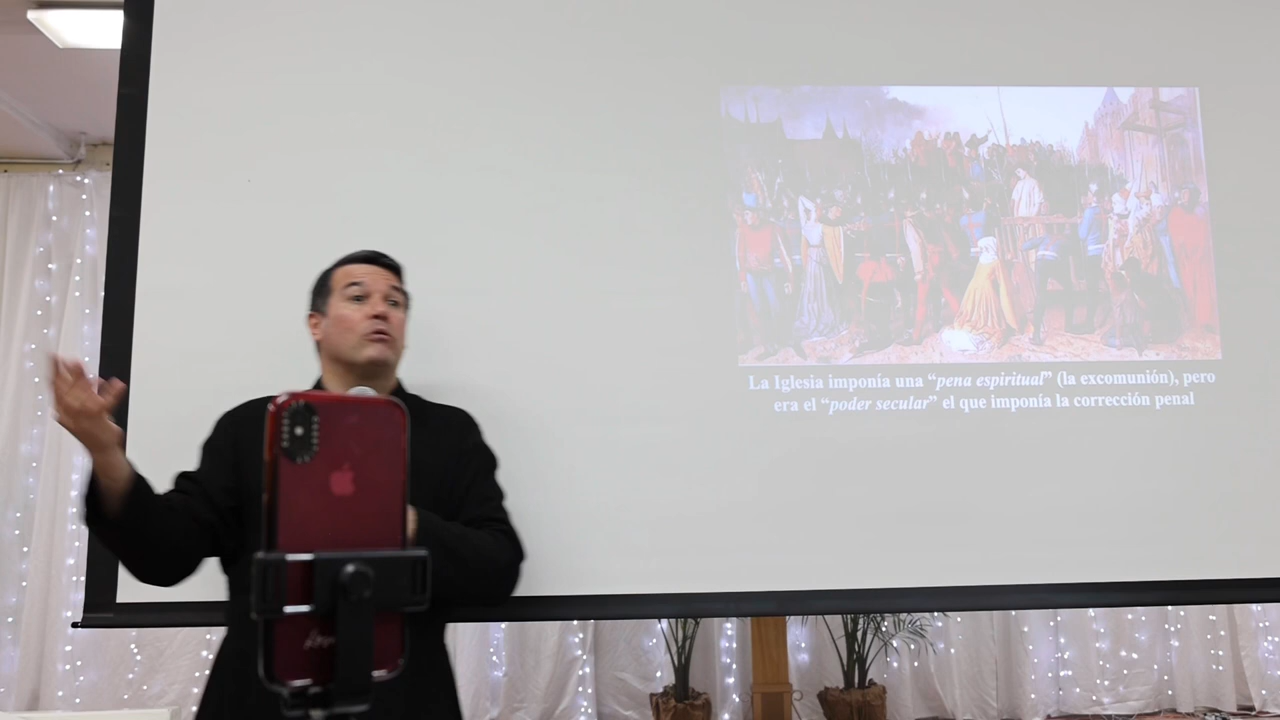 La Iglesia imponía una “pena espiritual” (la excomunión), pero
era el “poder secular” el que imponía la corrección penal